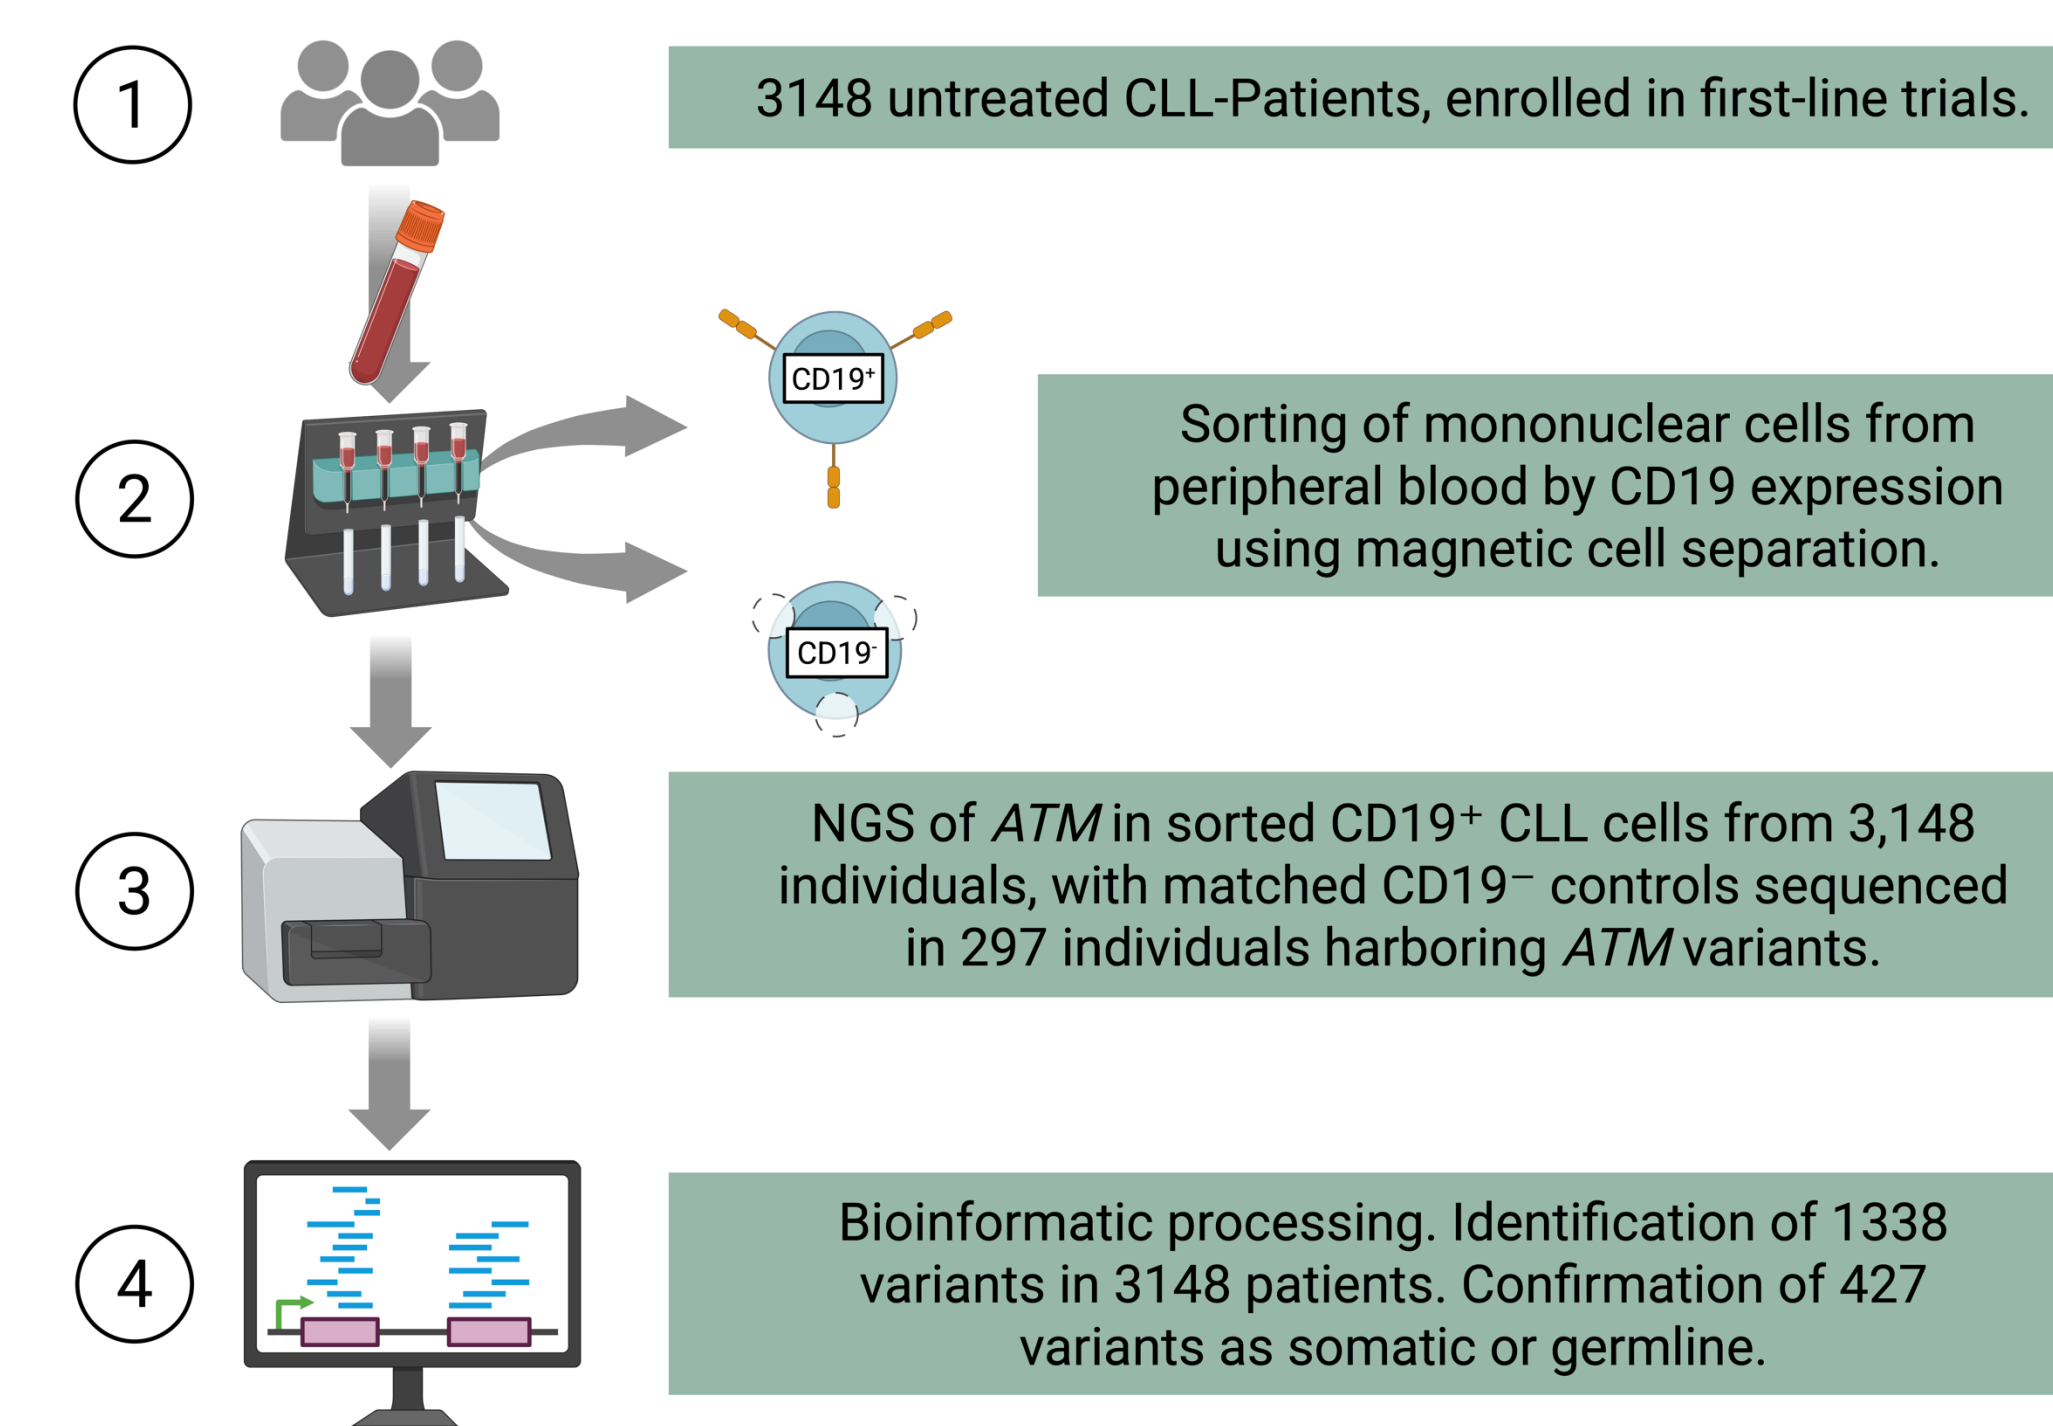 1
3148 untreated CLL-Patients, enrolled in first-line trials.
CD19⁺
2
Sorting of mononuclear cells from
peripheral blood by CD19 expression
using magnetic cell separation.
CD19⁻
3
NGS of ATM in sorted CD19⁺ CLL cells from 3,148
individuals, with matched CD19⁻ controls sequenced
in 297 individuals harboring ATM variants.
4
Bioinformatic processing. Identification of 1338
variants in 3148 patients. Confirmation of 427
variants as somatic or germline.